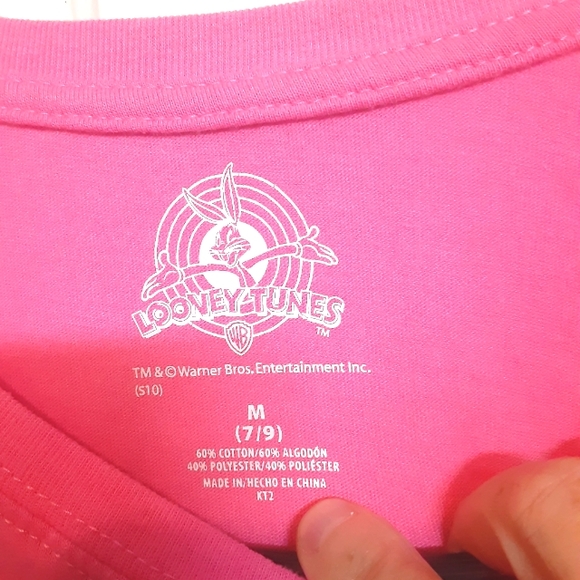 LOONEY TUNES
TM
WB
TM & © Warner Bros. Entertainment Inc.
(s10)
M
(7/9)
60% COTTON/60% ALGODÓN
40% POLYESTER/40% POLIÉSTER
MADE IN/HECHO EN CHINA
KT2